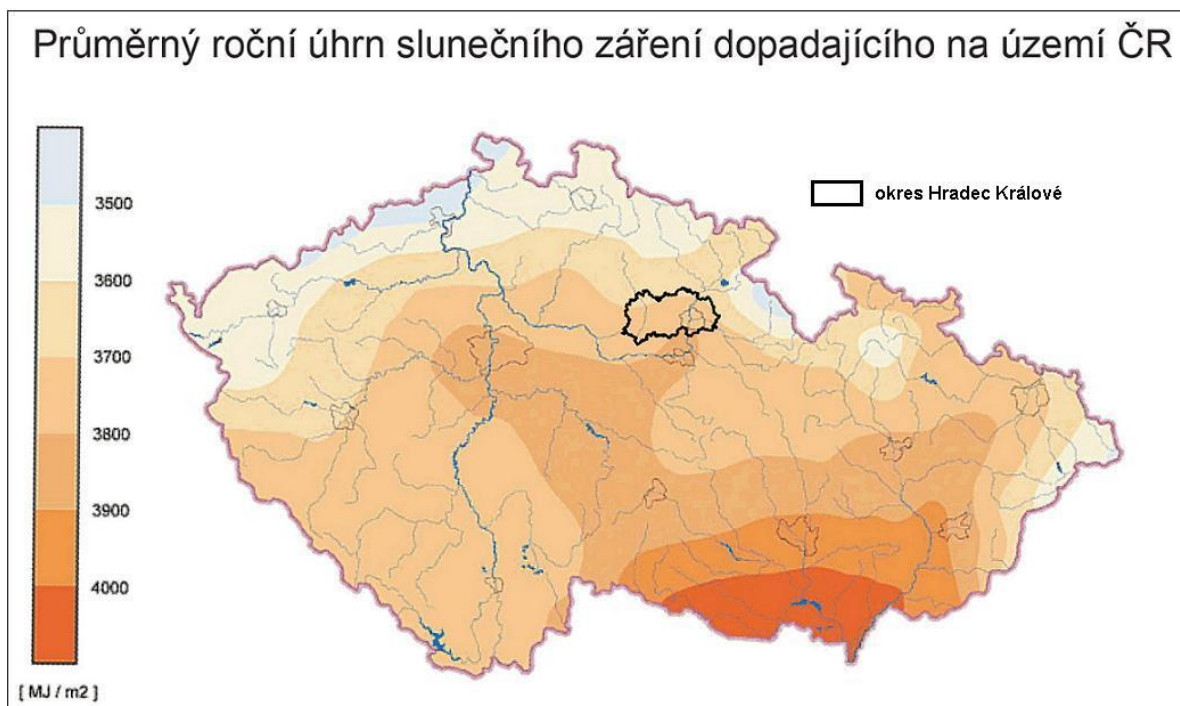 Průměrný roční úhrn slunečního záření dopadajícího na území ČR
okres Hradec Králové
3500
3600
3700
3800
3900
4000
[ MJ / m2 ]